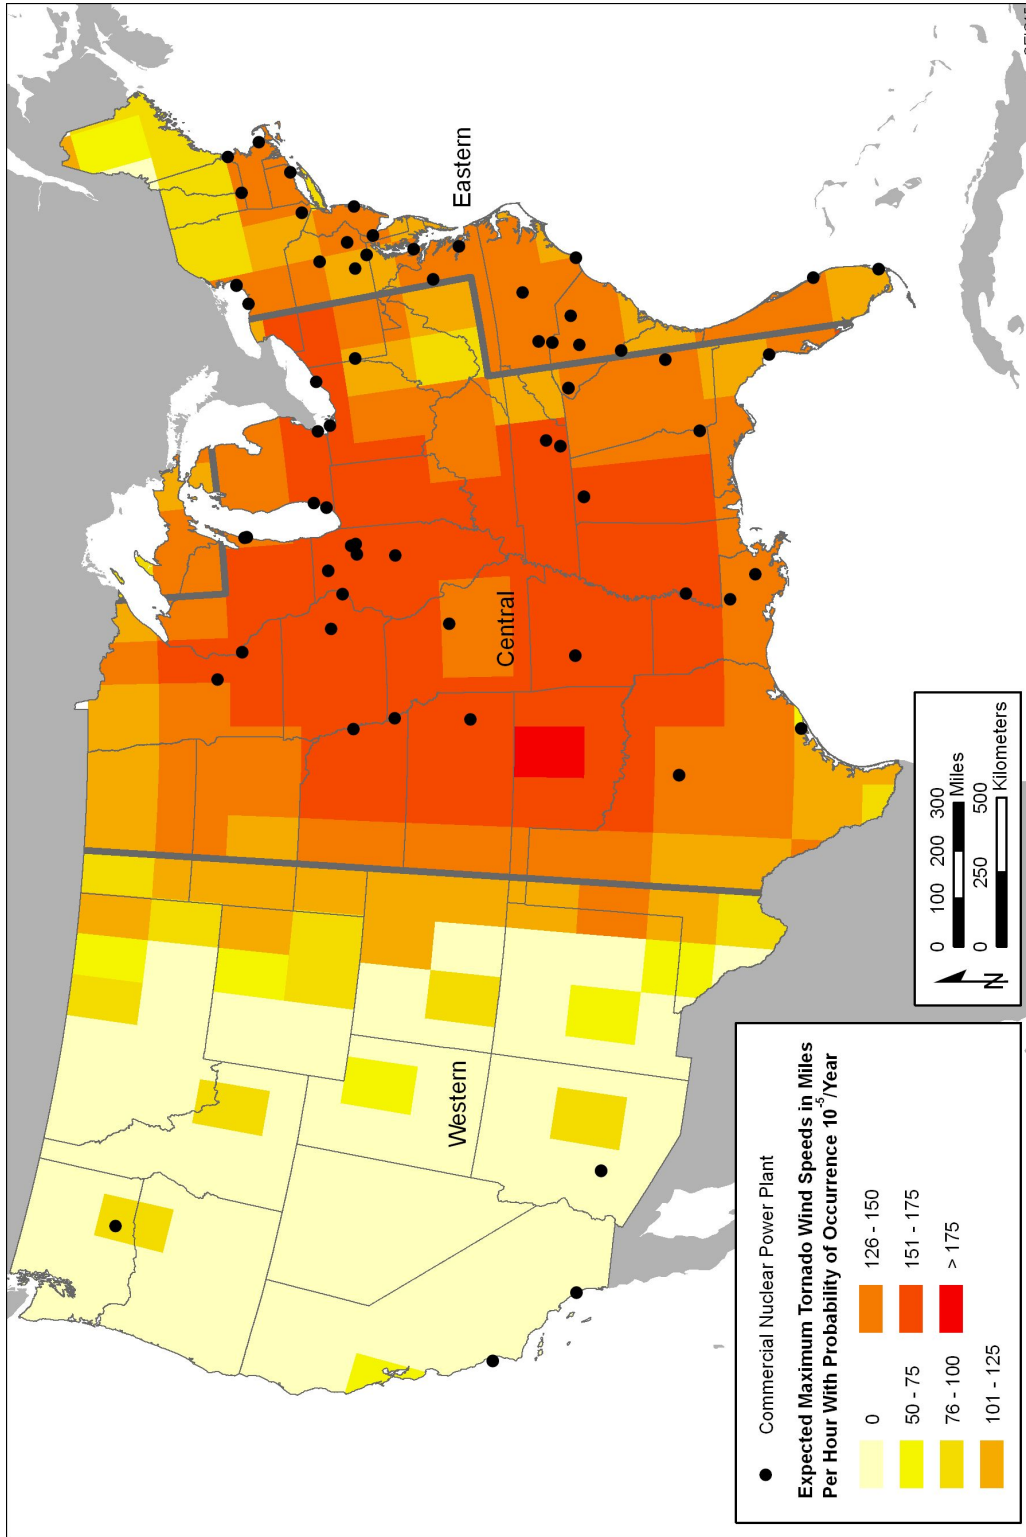 Western
Central
Eastern
Commercial Nuclear Power Plant
Expected Maximum Tornado Wind Speeds in Miles
Per Hour With Probability of Occurrence 10⁻⁵/Year
0
50 - 75
76 - 100
101 - 125
126 - 150
151 - 175
> 175
N
0 100 200 300
Miles
0 250 500
Kilometers